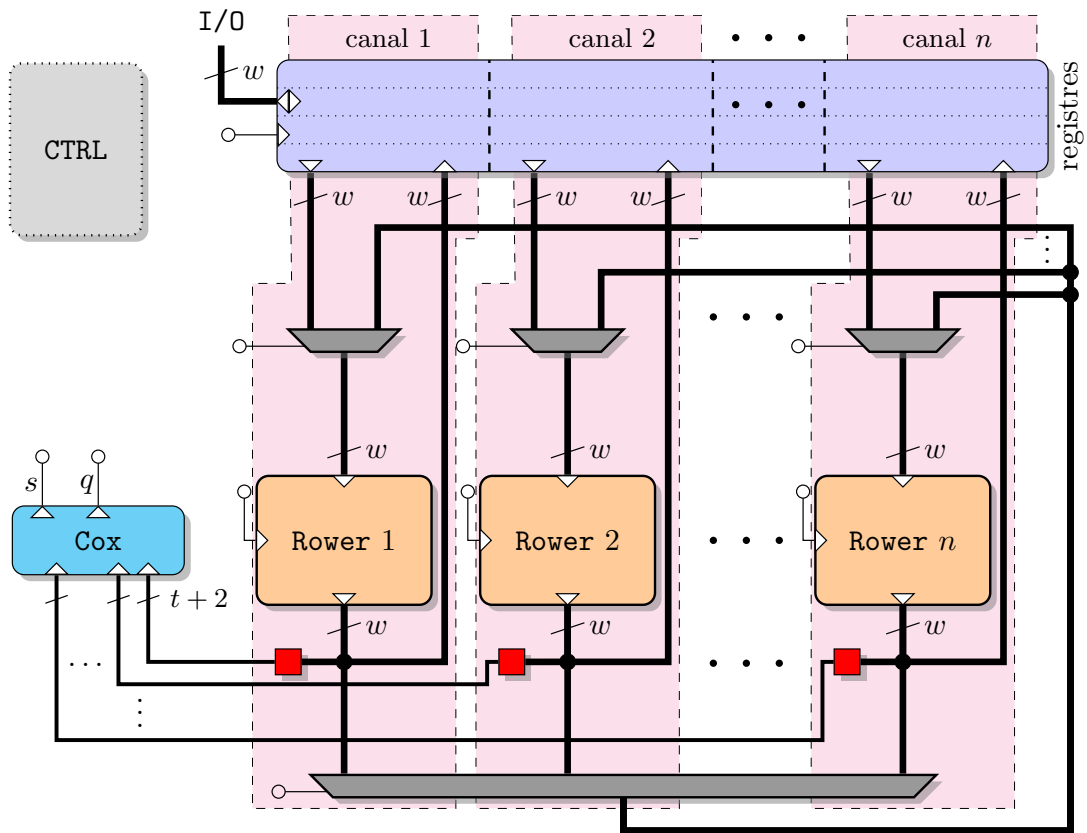 I/O
canal 1
canal 2
canal n
w
CTRL
registres
w
w
w
w
w
w
w
w
w
s
q
Cox
Rower 1
Rower 2
Rower n
t + 2
w
w
w